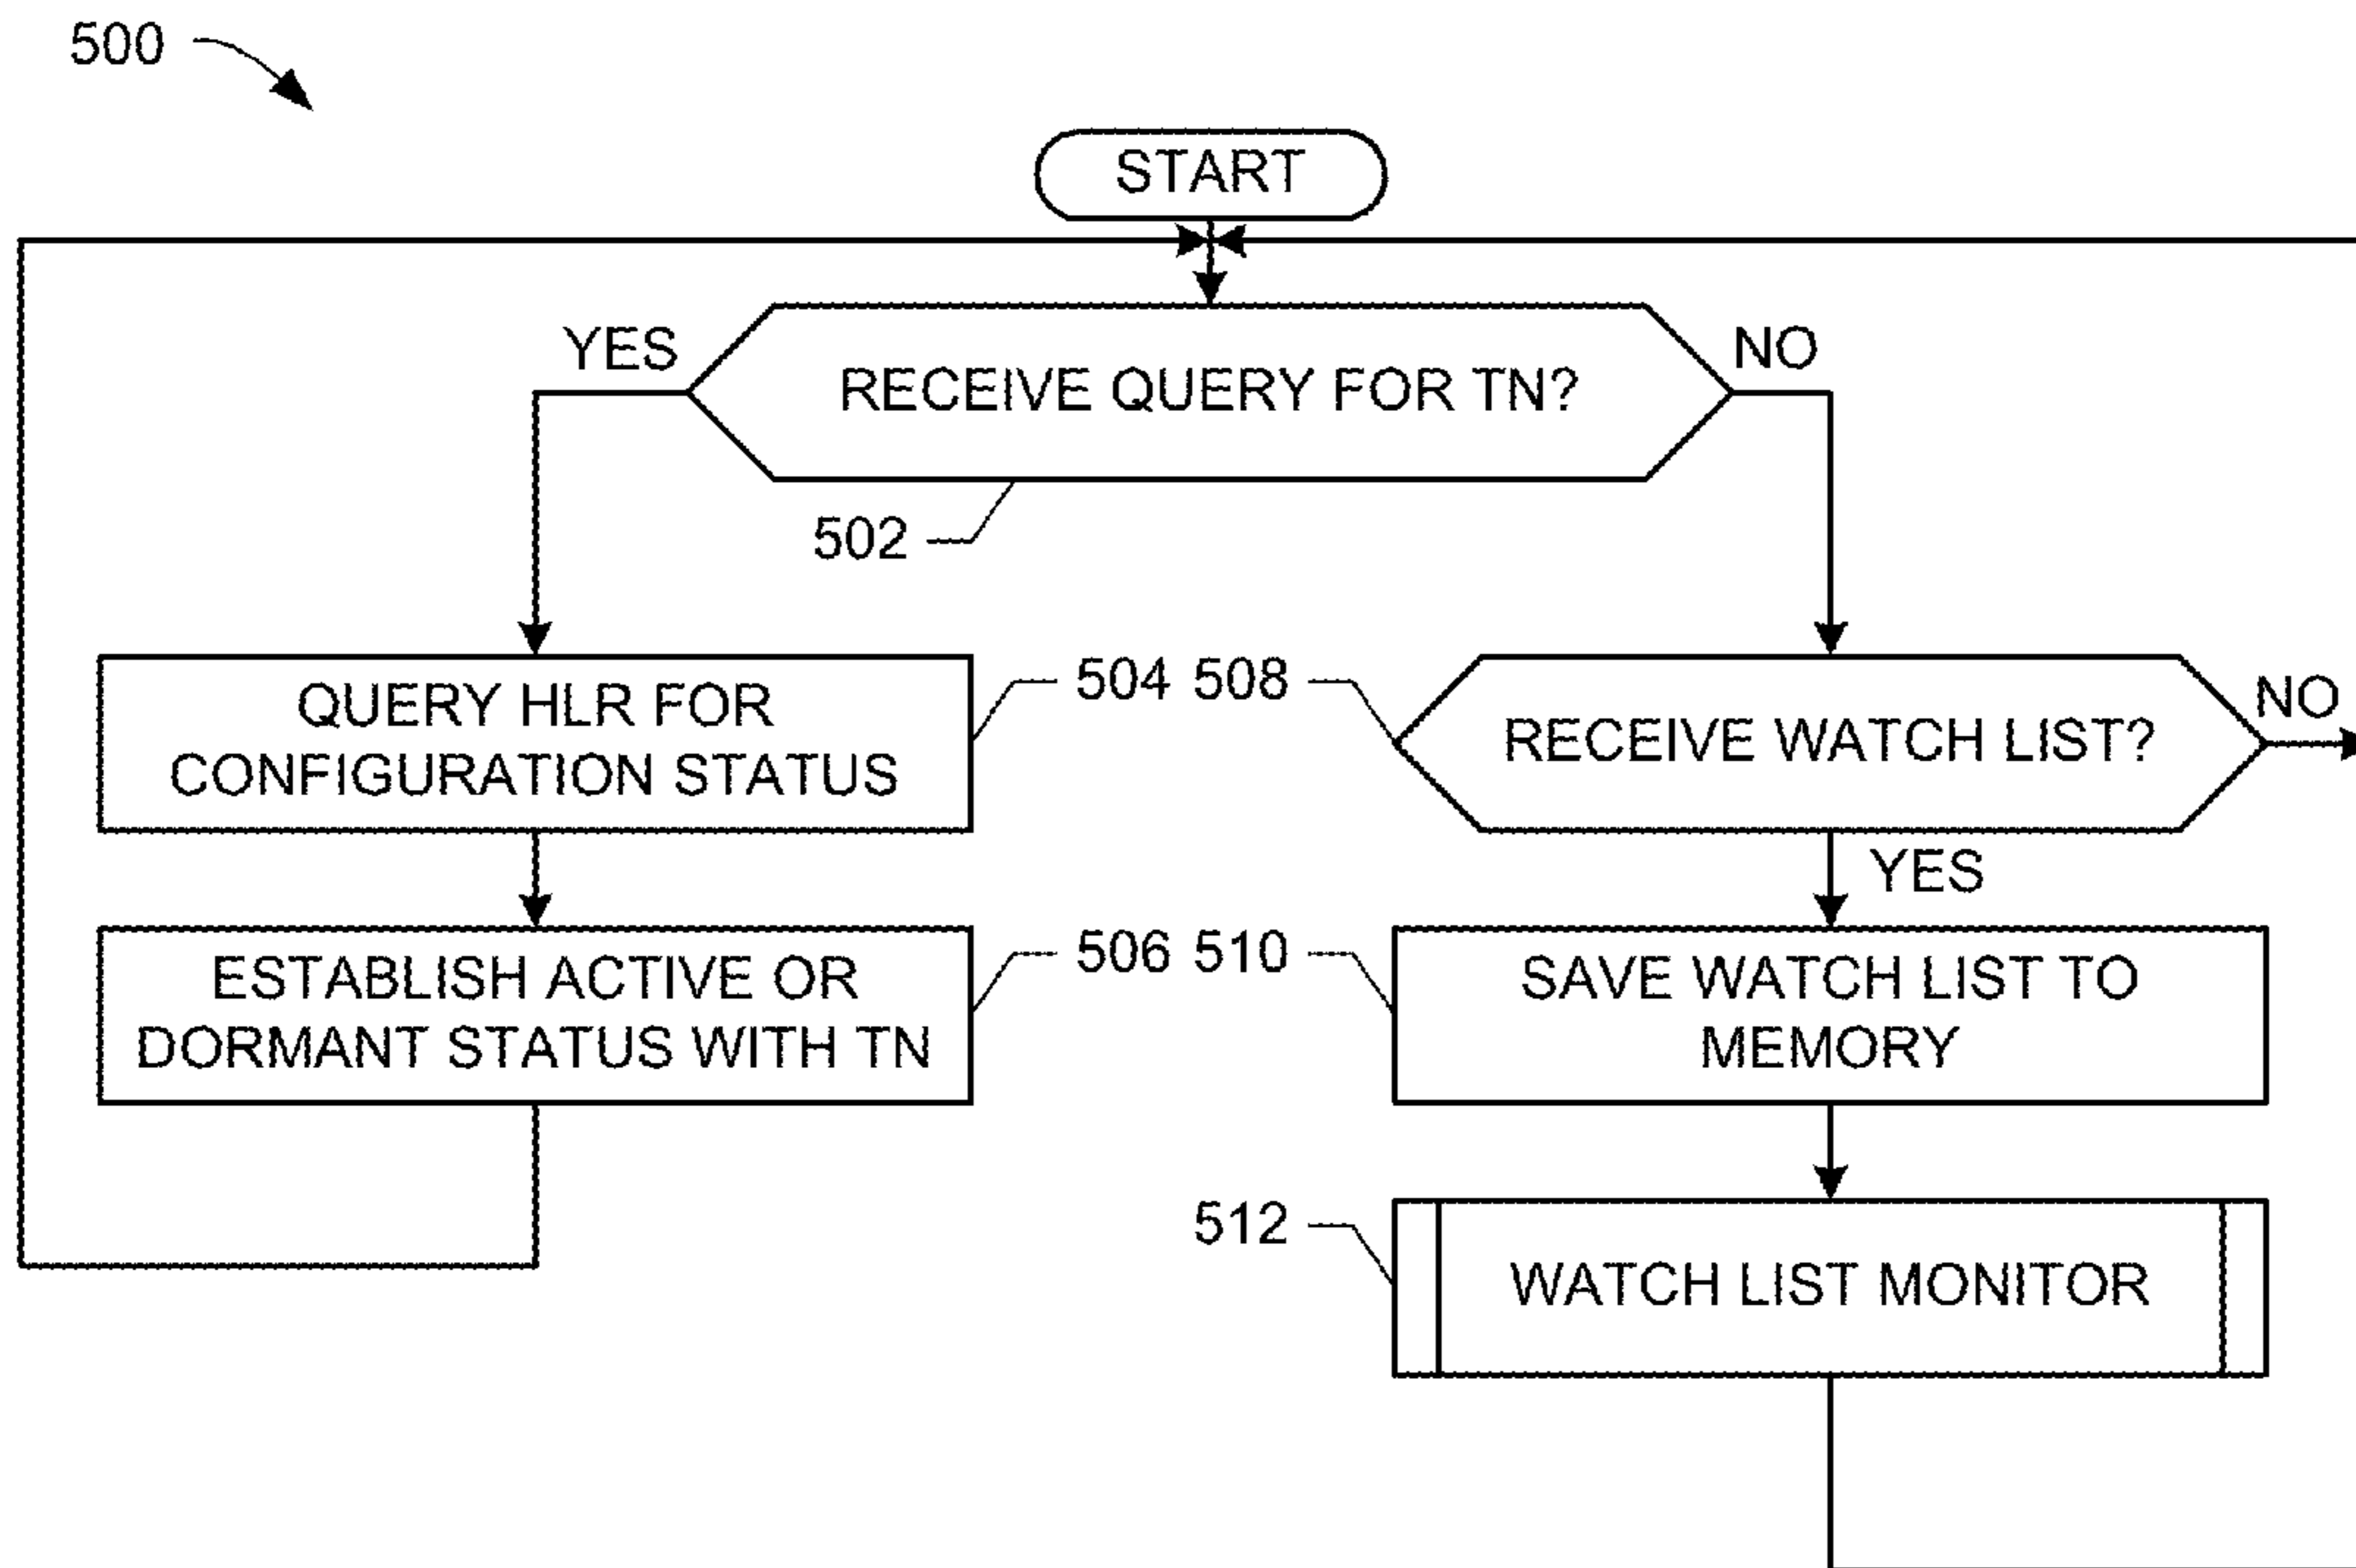 500
START
YES
NO
RECEIVE QUERY FOR TN?
502
QUERY HLR FOR
CONFIGURATION STATUS
504
508
RECEIVE WATCH LIST?
NO
YES
ESTABLISH ACTIVE OR
DORMANT STATUS WITH TN
506
510
SAVE WATCH LIST TO
MEMORY
512
WATCH LIST MONITOR